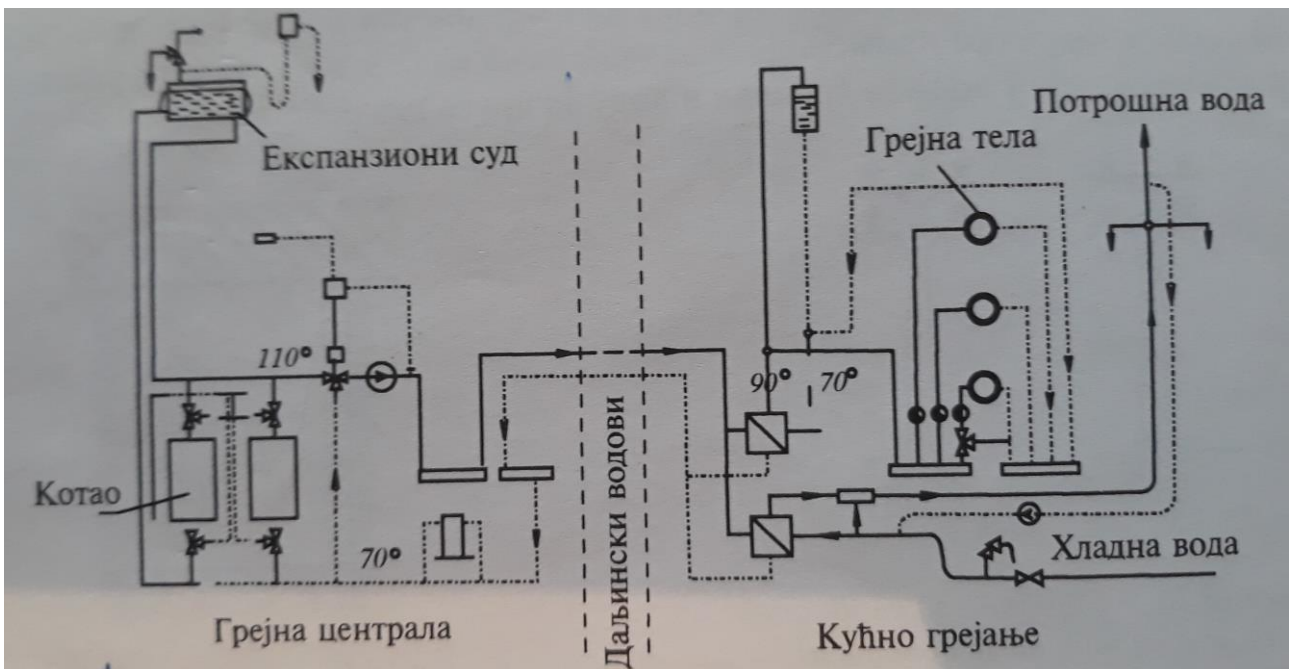 Експанзиони суд
Потрошна вода
Грејна тела
110°
90°
70°
Котао
70°
Даљински водови
Хладна вода
Грејна централа
Кућно грејање